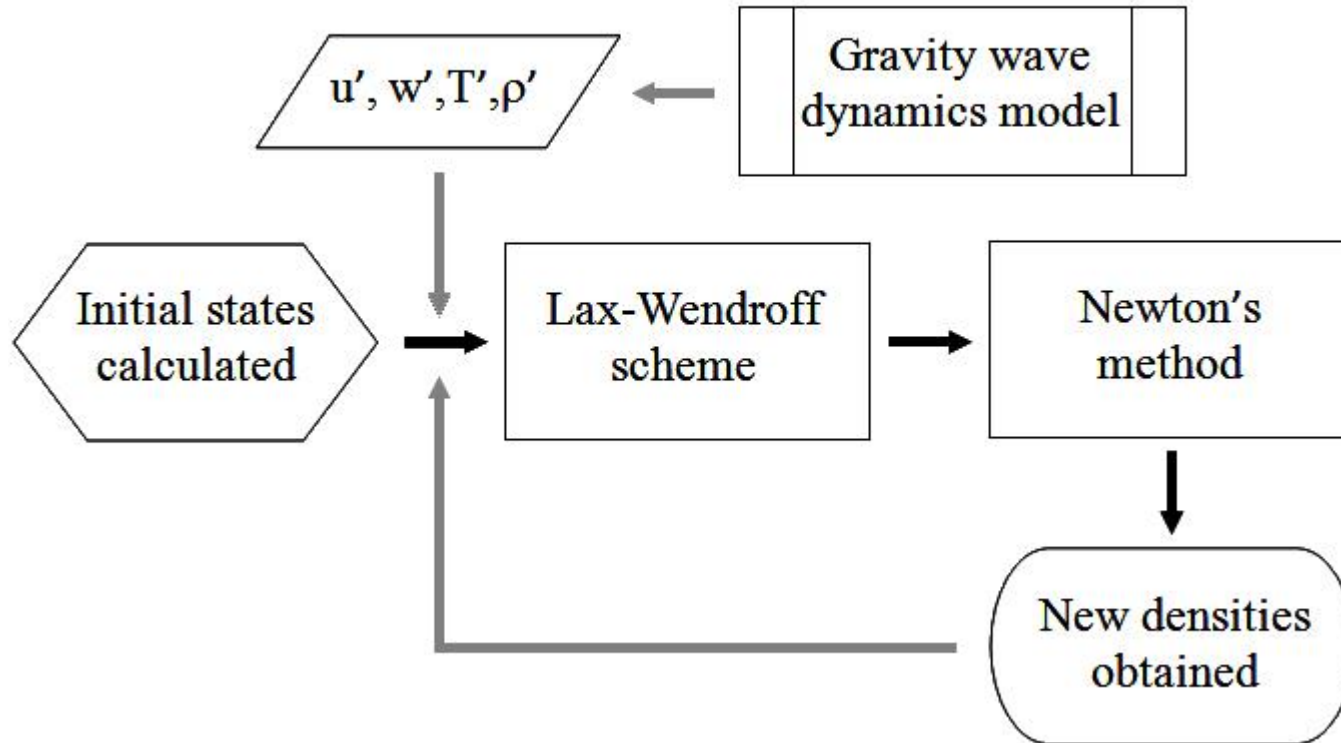 u′, w′,T′,ρ′
Gravity wave
dynamics model
Initial states
calculated
Lax-Wendroff
scheme
Newton′s
method
New densities
obtained